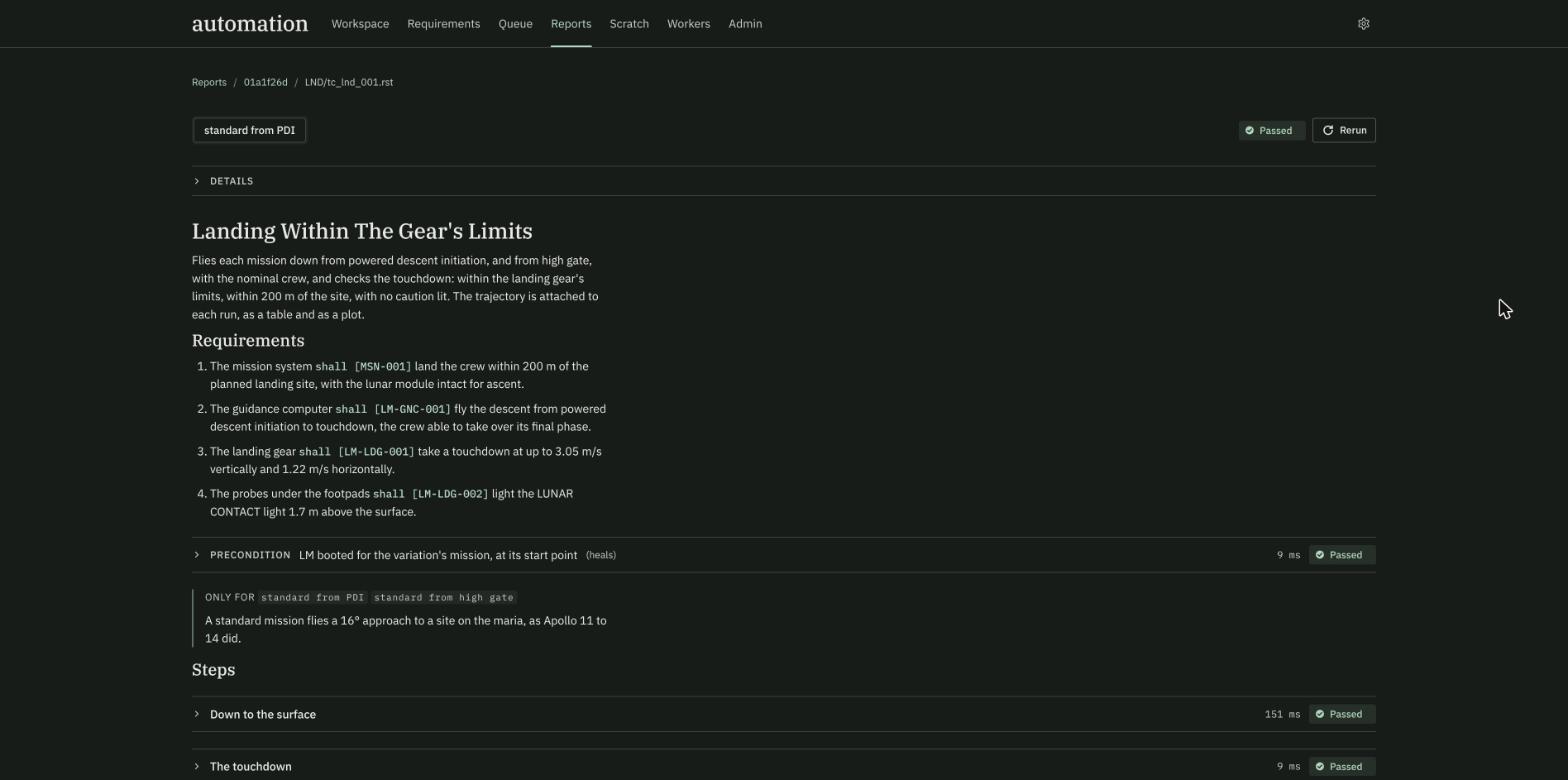 automation Workspace Requirements Queue Reports Scratch Workers Admin
Reports / 01a1f26d / LND/tc_lnd_001.rst
standard from PDI Passed Rerun
DETAILS
Landing Within The Gear's Limits
Flies each mission down from powered descent initiation, and from high gate,
with the nominal crew, and checks the touchdown: within the landing gear's
limits, within 200 m of the site, with no caution lit. The trajectory is attached to
each run, as a table and as a plot.
Requirements
1. The mission system shall [MSN-001] land the crew within 200 m of the
planned landing site, with the lunar module intact for ascent.
2. The guidance computer shall [LM-GNC-001] fly the descent from powered
descent initiation to touchdown, the crew able to take over its final phase.
3. The landing gear shall [LM-LDG-001] take a touchdown at up to 3.05 m/s
vertically and 1.22 m/s horizontally.
4. The probes under the footpads shall [LM-LDG-002] light the LUNAR
CONTACT light 1.7 m above the surface.
PRECONDITION LM booted for the variation's mission, at its start point (heals) 9 ms Passed
ONLY FOR standard from PDI standard from high gate
A standard mission flies a 16° approach to a site on the maria, as Apollo 11 to
14 did.
Steps
Down to the surface 151 ms Passed
The touchdown 9 ms Passed